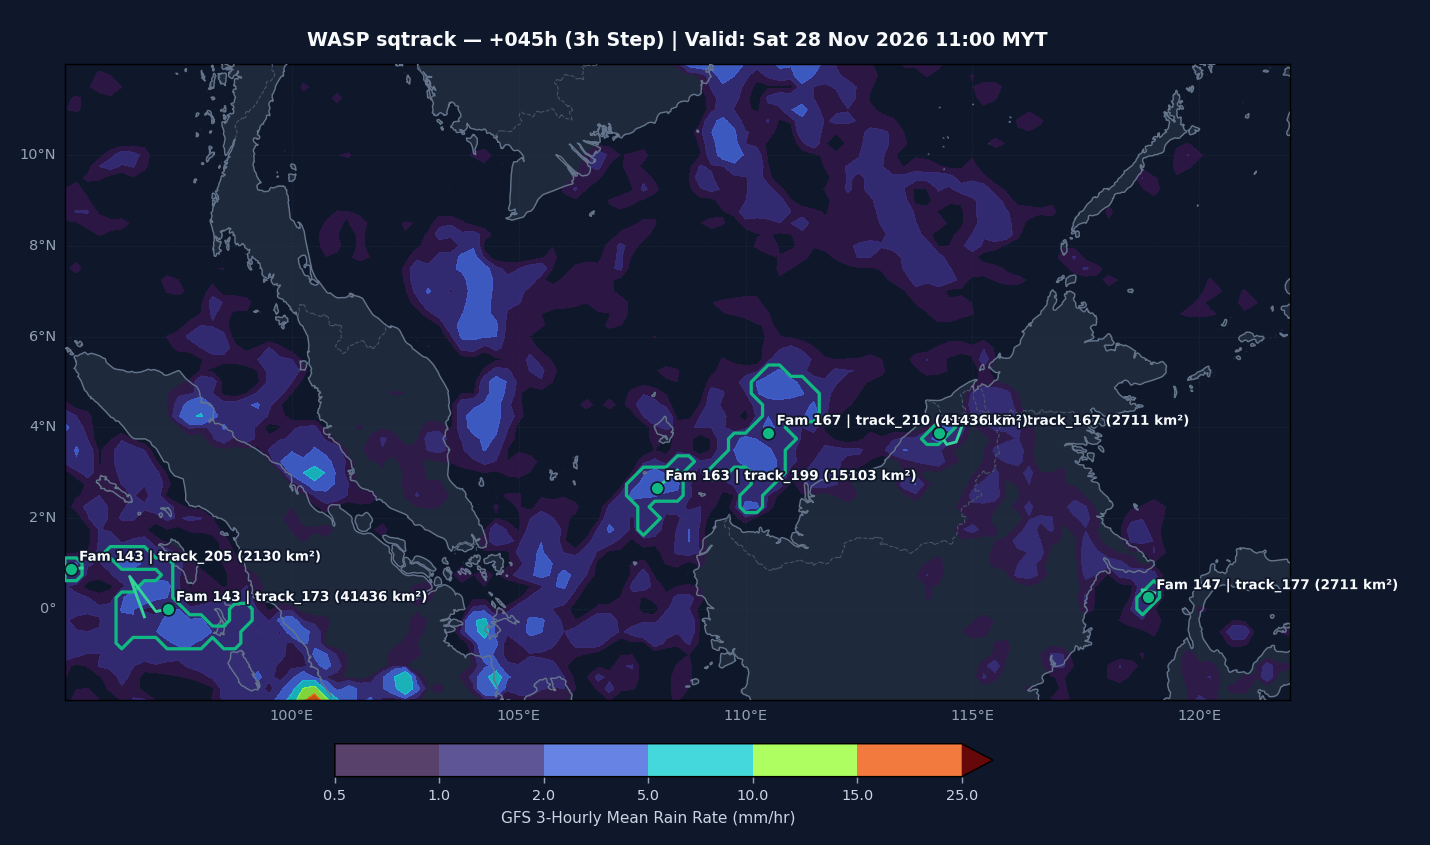 WASP sqtrack — +045h (3h Step) | Valid: Sat 28 Nov 2026 11:00 MYT
10°N
8°N
6°N
4°N
2°N
0°
Fam 167 | track_210 (41436 km²)
track_167 (2711 km²)
Fam 163 | track_199 (15103 km²)
Fam 143 | track_205 (2130 km²)
Fam 143 | track_173 (41436 km²)
Fam 147 | track_177 (2711 km²)
100°E 105°E 110°E 115°E 120°E
0.5 1.0 2.0 5.0 10.0 15.0 25.0
GFS 3-Hourly Mean Rain Rate (mm/hr)